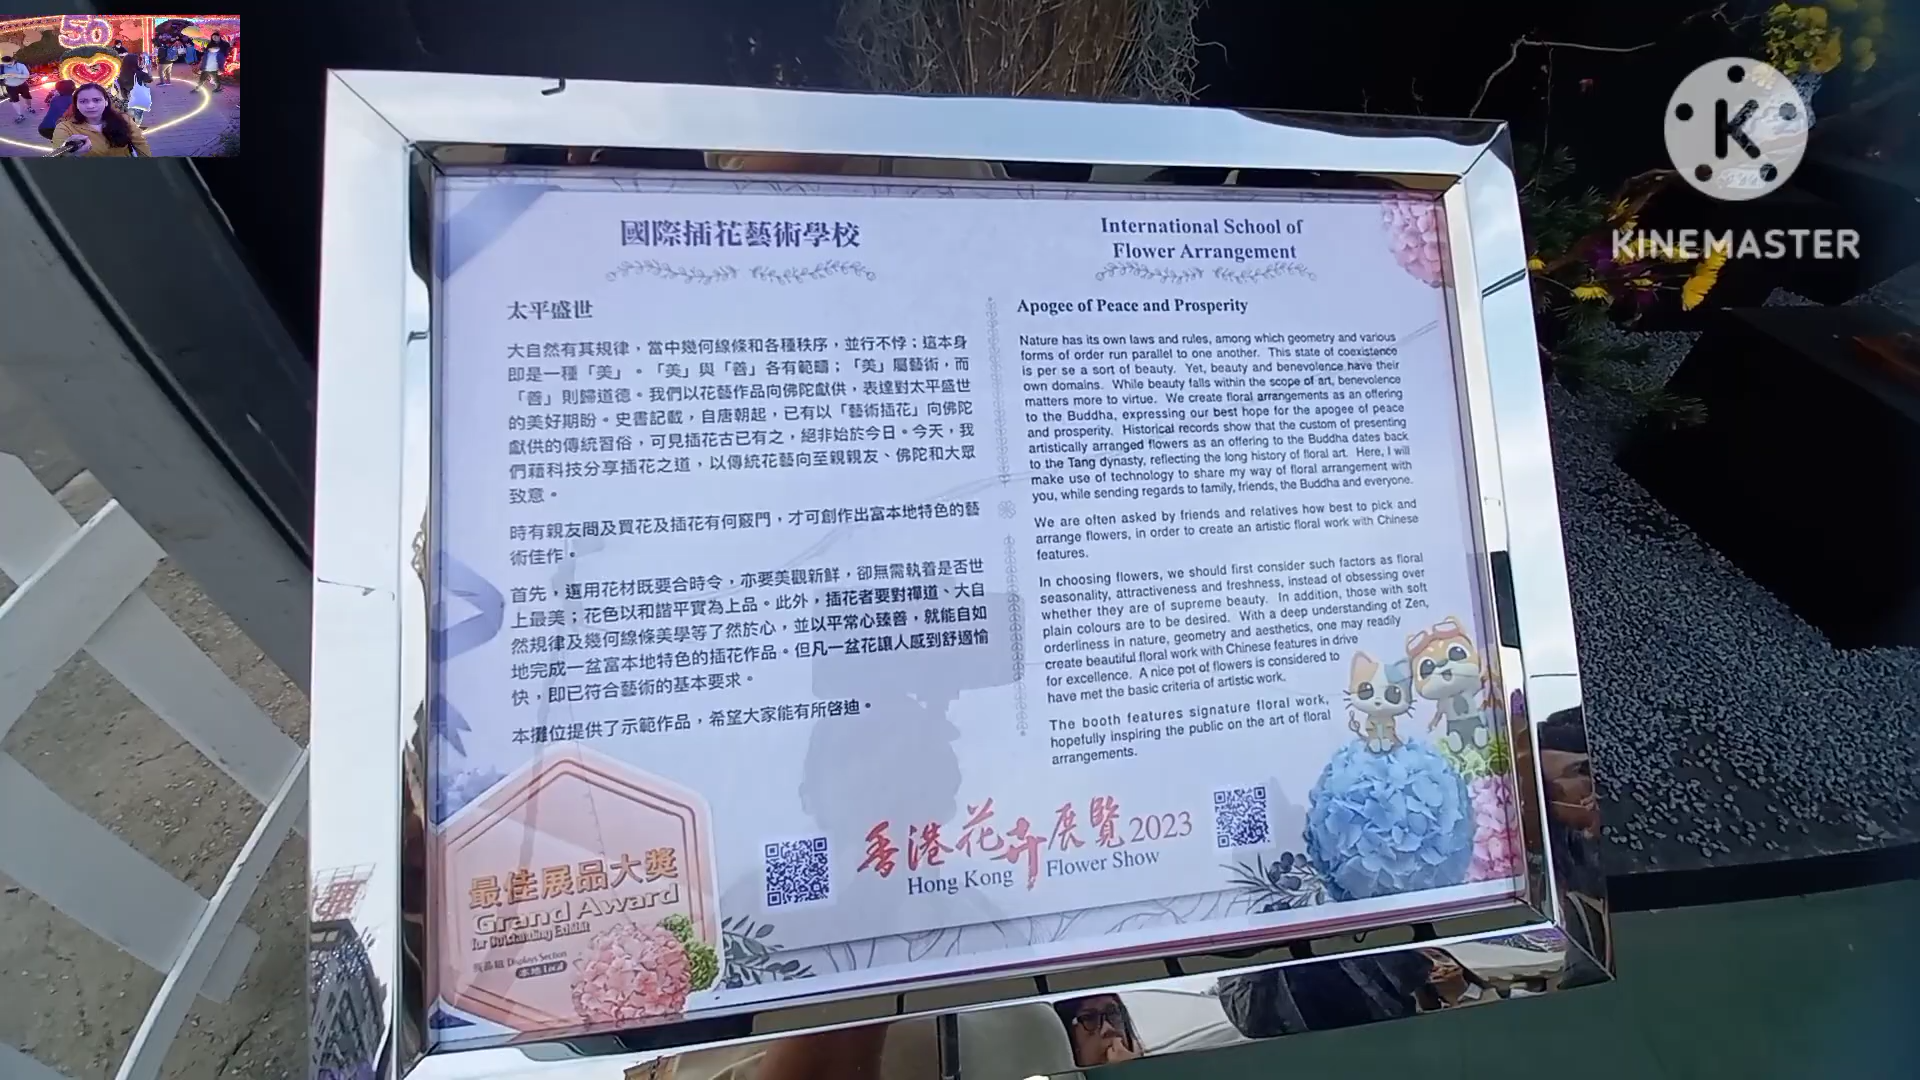 50
KINEMASTER
國際插花藝術學校
太平盛世
大自然有其規律，當中幾何線條和各種秩序，並行不悖；這本身
即是一種「美」。「美」與「善」各有範疇；「美」屬藝術，而
「善」則歸道德。我們以花藝作品向佛陀獻供，表達對太平盛世
的美好期盼。史書記載，自唐朝起，已有以「藝術插花」向佛陀
獻供的傳統習俗，可見插花古已有之，絕非始於今日。今天，我
們藉科技分享插花之道，以傳統花藝向至親親友、佛陀和大眾
致意。
時有親友問及買花及插花有何竅門，才可創作出富本地特色的藝
術佳作。
首先，選用花材既要合時令，亦要美觀新鮮，卻無需執着是否世
上最美；花色以和諧平實為上品。此外，插花者要對禪道、大自
然規律及幾何線條美學等了然於心，並以平常心臻善，就能自如
地完成一盆富本地特色的插花作品。但凡一盆花讓人感到舒適愉
快，即已符合藝術的基本要求。
本攤位提供了示範作品，希望大家能有所啓迪。
International School of
Flower Arrangement
Apogee of Peace and Prosperity
Nature has its own laws and rules, among which geometry and various
forms of order run parallel to one another. This state of coexistence
is per se a sort of beauty. Yet, beauty and benevolence have their
own domains. While beauty falls within the scope of art, benevolence
matters more to virtue. We create floral arrangements as an offering
to the Buddha, expressing our best hope for the apogee of peace
and prosperity. Historical records show that the custom of presenting
artistically arranged flowers as an offering to the Buddha dates back
to the Tang dynasty, reflecting the long history of floral art. Here, I will
make use of technology to share my way of floral arrangement with
you, while sending regards to family, friends, the Buddha and everyone.
We are often asked by friends and relatives how best to pick and
arrange flowers, in order to create an artistic floral work with Chinese
features.
In choosing flowers, we should first consider such factors as floral
seasonality, attractiveness and freshness, instead of obsessing over
whether they are of supreme beauty. In addition, those with soft
plain colours are to be desired. With a deep understanding of Zen,
orderliness in nature, geometry and aesthetics, one may readily
create beautiful floral work with Chinese features in drive
for excellence. A nice pot of flowers is considered to
have met the basic criteria of artistic work.
The booth features signature floral work,
hopefully inspiring the public on the art of floral
arrangements.
最佳展品大獎
Grand Award
for Outstanding Exhibit
展品組 Displays Section
本地 Local
香港花卉展覽2023
Hong Kong Flower Show